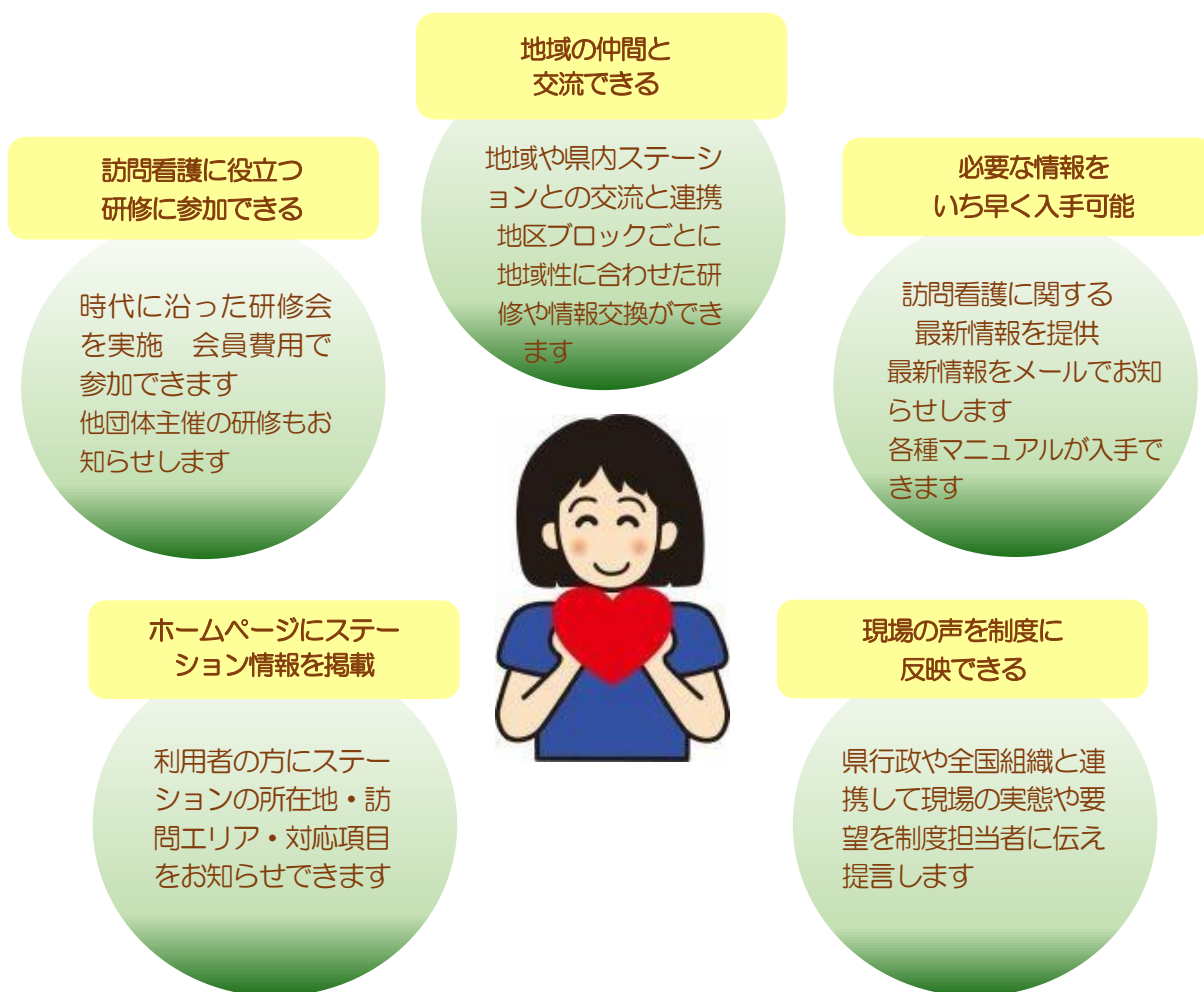 地域の仲間と
交流できる
地域や県内ステーシ
ョンとの交流と連携
地区ブロックごとに
地域性に合わせた研
修や情報交換ができ
ます
訪問看護に役立つ
研修に参加できる
時代に沿った研修会
を実施　会員費用で
参加できます
他団体主催の研修もお
知らせします
必要な情報を
いち早く入手可能
訪問看護に関する
最新情報を提供
最新情報をメールでお知
らせします
各種マニュアルが入手で
きます
ホームページにステー
ション情報を掲載
利用者の方にステー
ションの所在地・訪
問エリア・対応項目
をお知らせできます
現場の声を制度に
反映できる
県行政や全国組織と連
携して現場の実態や要
望を制度担当者に伝え
提言します